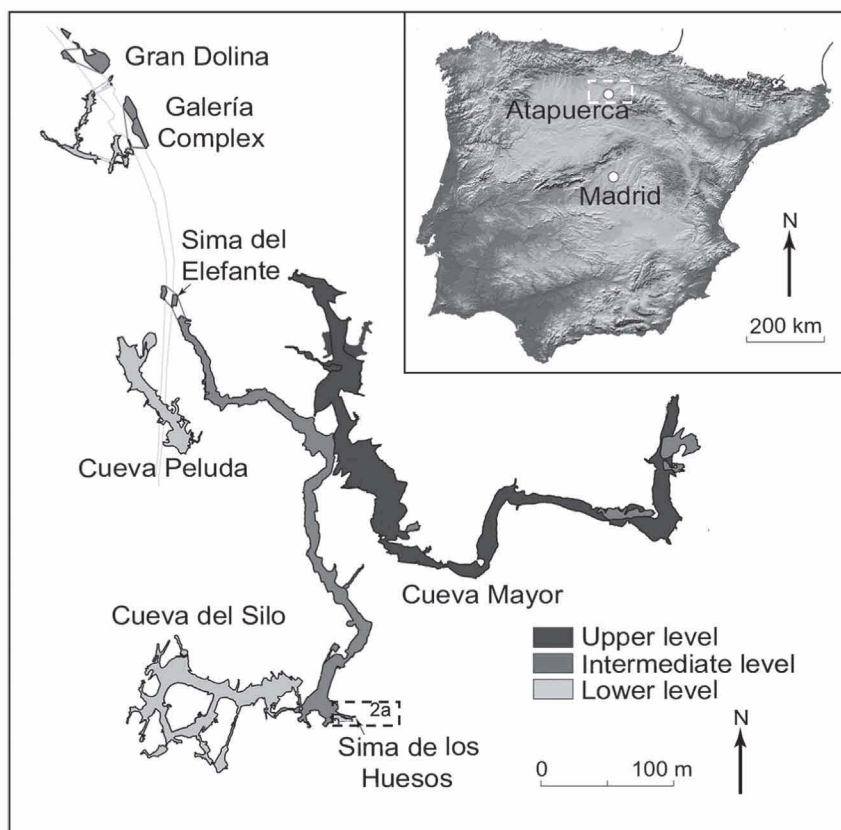 Gran Dolina
Galería
Complex
Sima del
Elefante
Cueva Peluda
Cueva Mayor
Cueva del Silo
2a
Sima de los
Huesos
Atapuerca
Madrid
N
200 km
Upper level
Intermediate level
Lower level
N
0 100 m